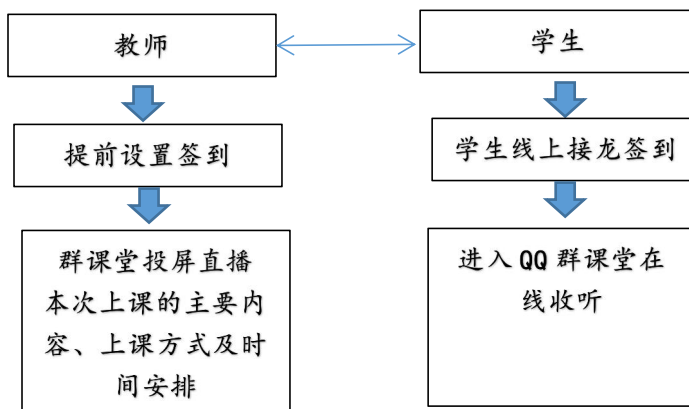 教师
学生
提前设置签到
学生线上接龙签到
群课堂投屏直播
本次上课的主要内
容、上课方式及时
间安排
进入 QQ 群课堂在
线收听